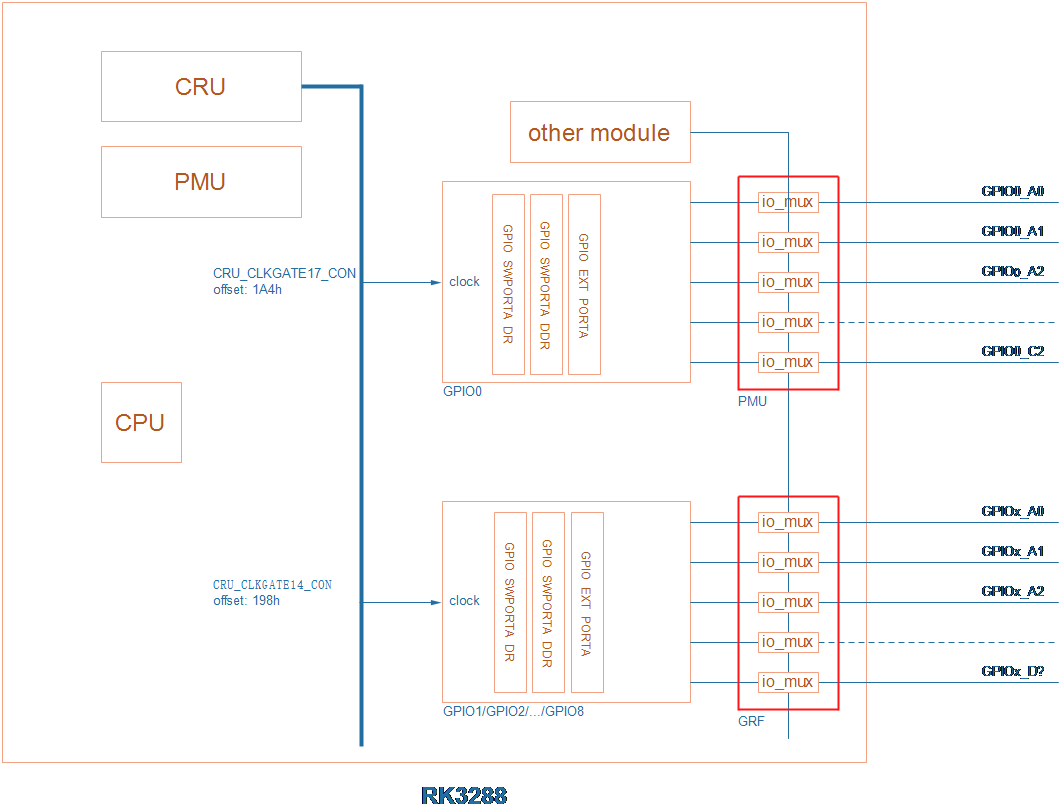 CRU
other module
PMU
io_mux
GPIO0_A0
io_mux
GPIO0_A1
CRU_CLKGATE17_CON
offset: 1A4h
clock
GPIO SWPORTA DR
GPIO SWPORTA DDR
GPIO EXT PORTA
io_mux
GPIOo_A2
io_mux
io_mux
GPIO0_C2
GPIO0
PMU
CPU
io_mux
GPIOx_A0
io_mux
GPIOx_A1
CRU_CLKGATE14_CON
offset: 198h
clock
GPIO SWPORTA DR
GPIO SWPORTA DDR
GPIO EXT PORTA
io_mux
GPIOx_A2
io_mux
io_mux
GPIOx_D?
GPIO1/GPIO2/.../GPIO8
GRF
RK3288